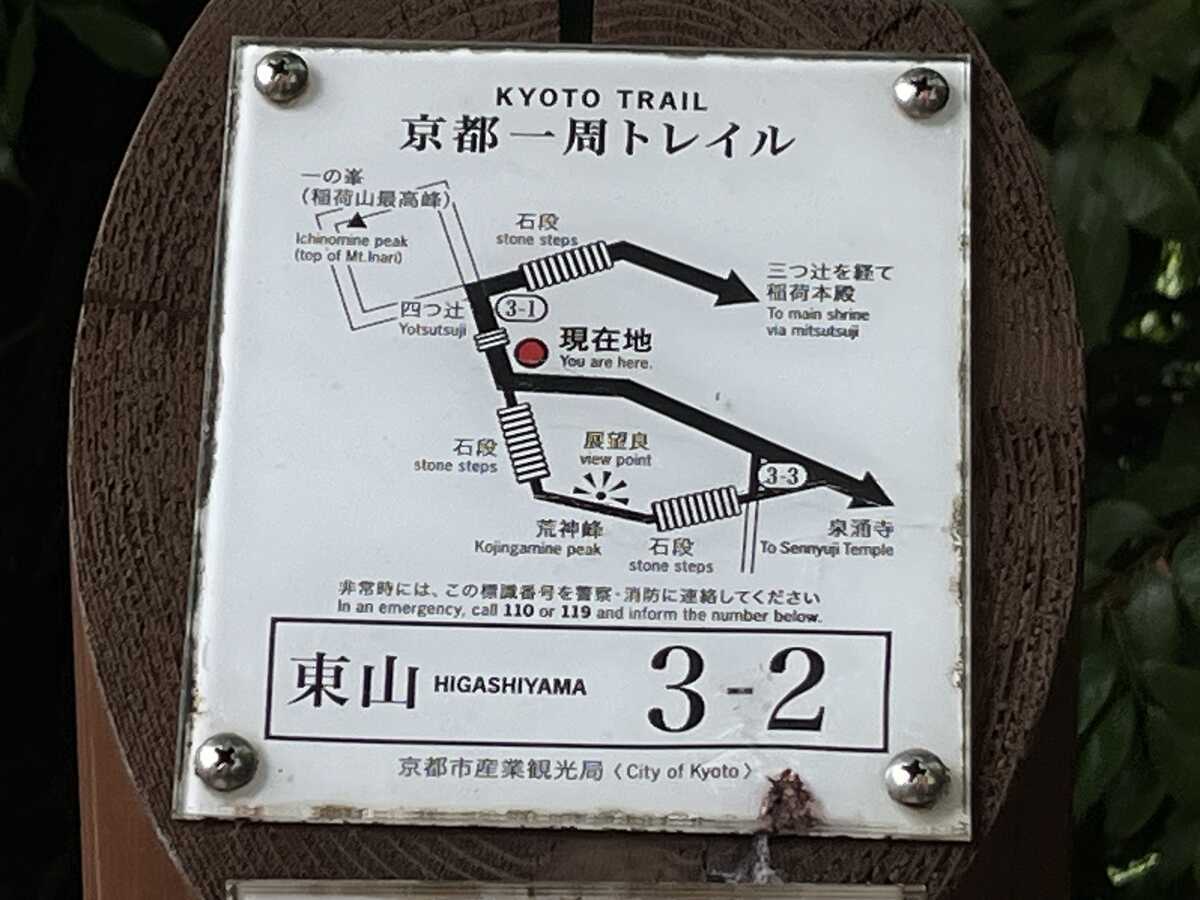 KYOTO TRAIL
京都一周トレイル
一の峯
(稲荷山最高峰)
Ichinomine peak
(top of Mt.Inari)
石段
stone steps
三つ辻を経て
稲荷本殿
To main shrine
via mitsutsuji
四つ辻
Yotsutsuji
3-1
現在地
You are here.
石段
stone steps
展望良
view point
3-3
荒神峰
Kojingamine peak
石段
stone steps
泉涌寺
To Sennyuji Temple
非常時には、この標識番号を警察・消防に連絡してください
In an emergency, call 110 or 119 and inform the number below.
東山 HIGASHIYAMA 3-2
京都市産業観光局〈City of Kyoto〉